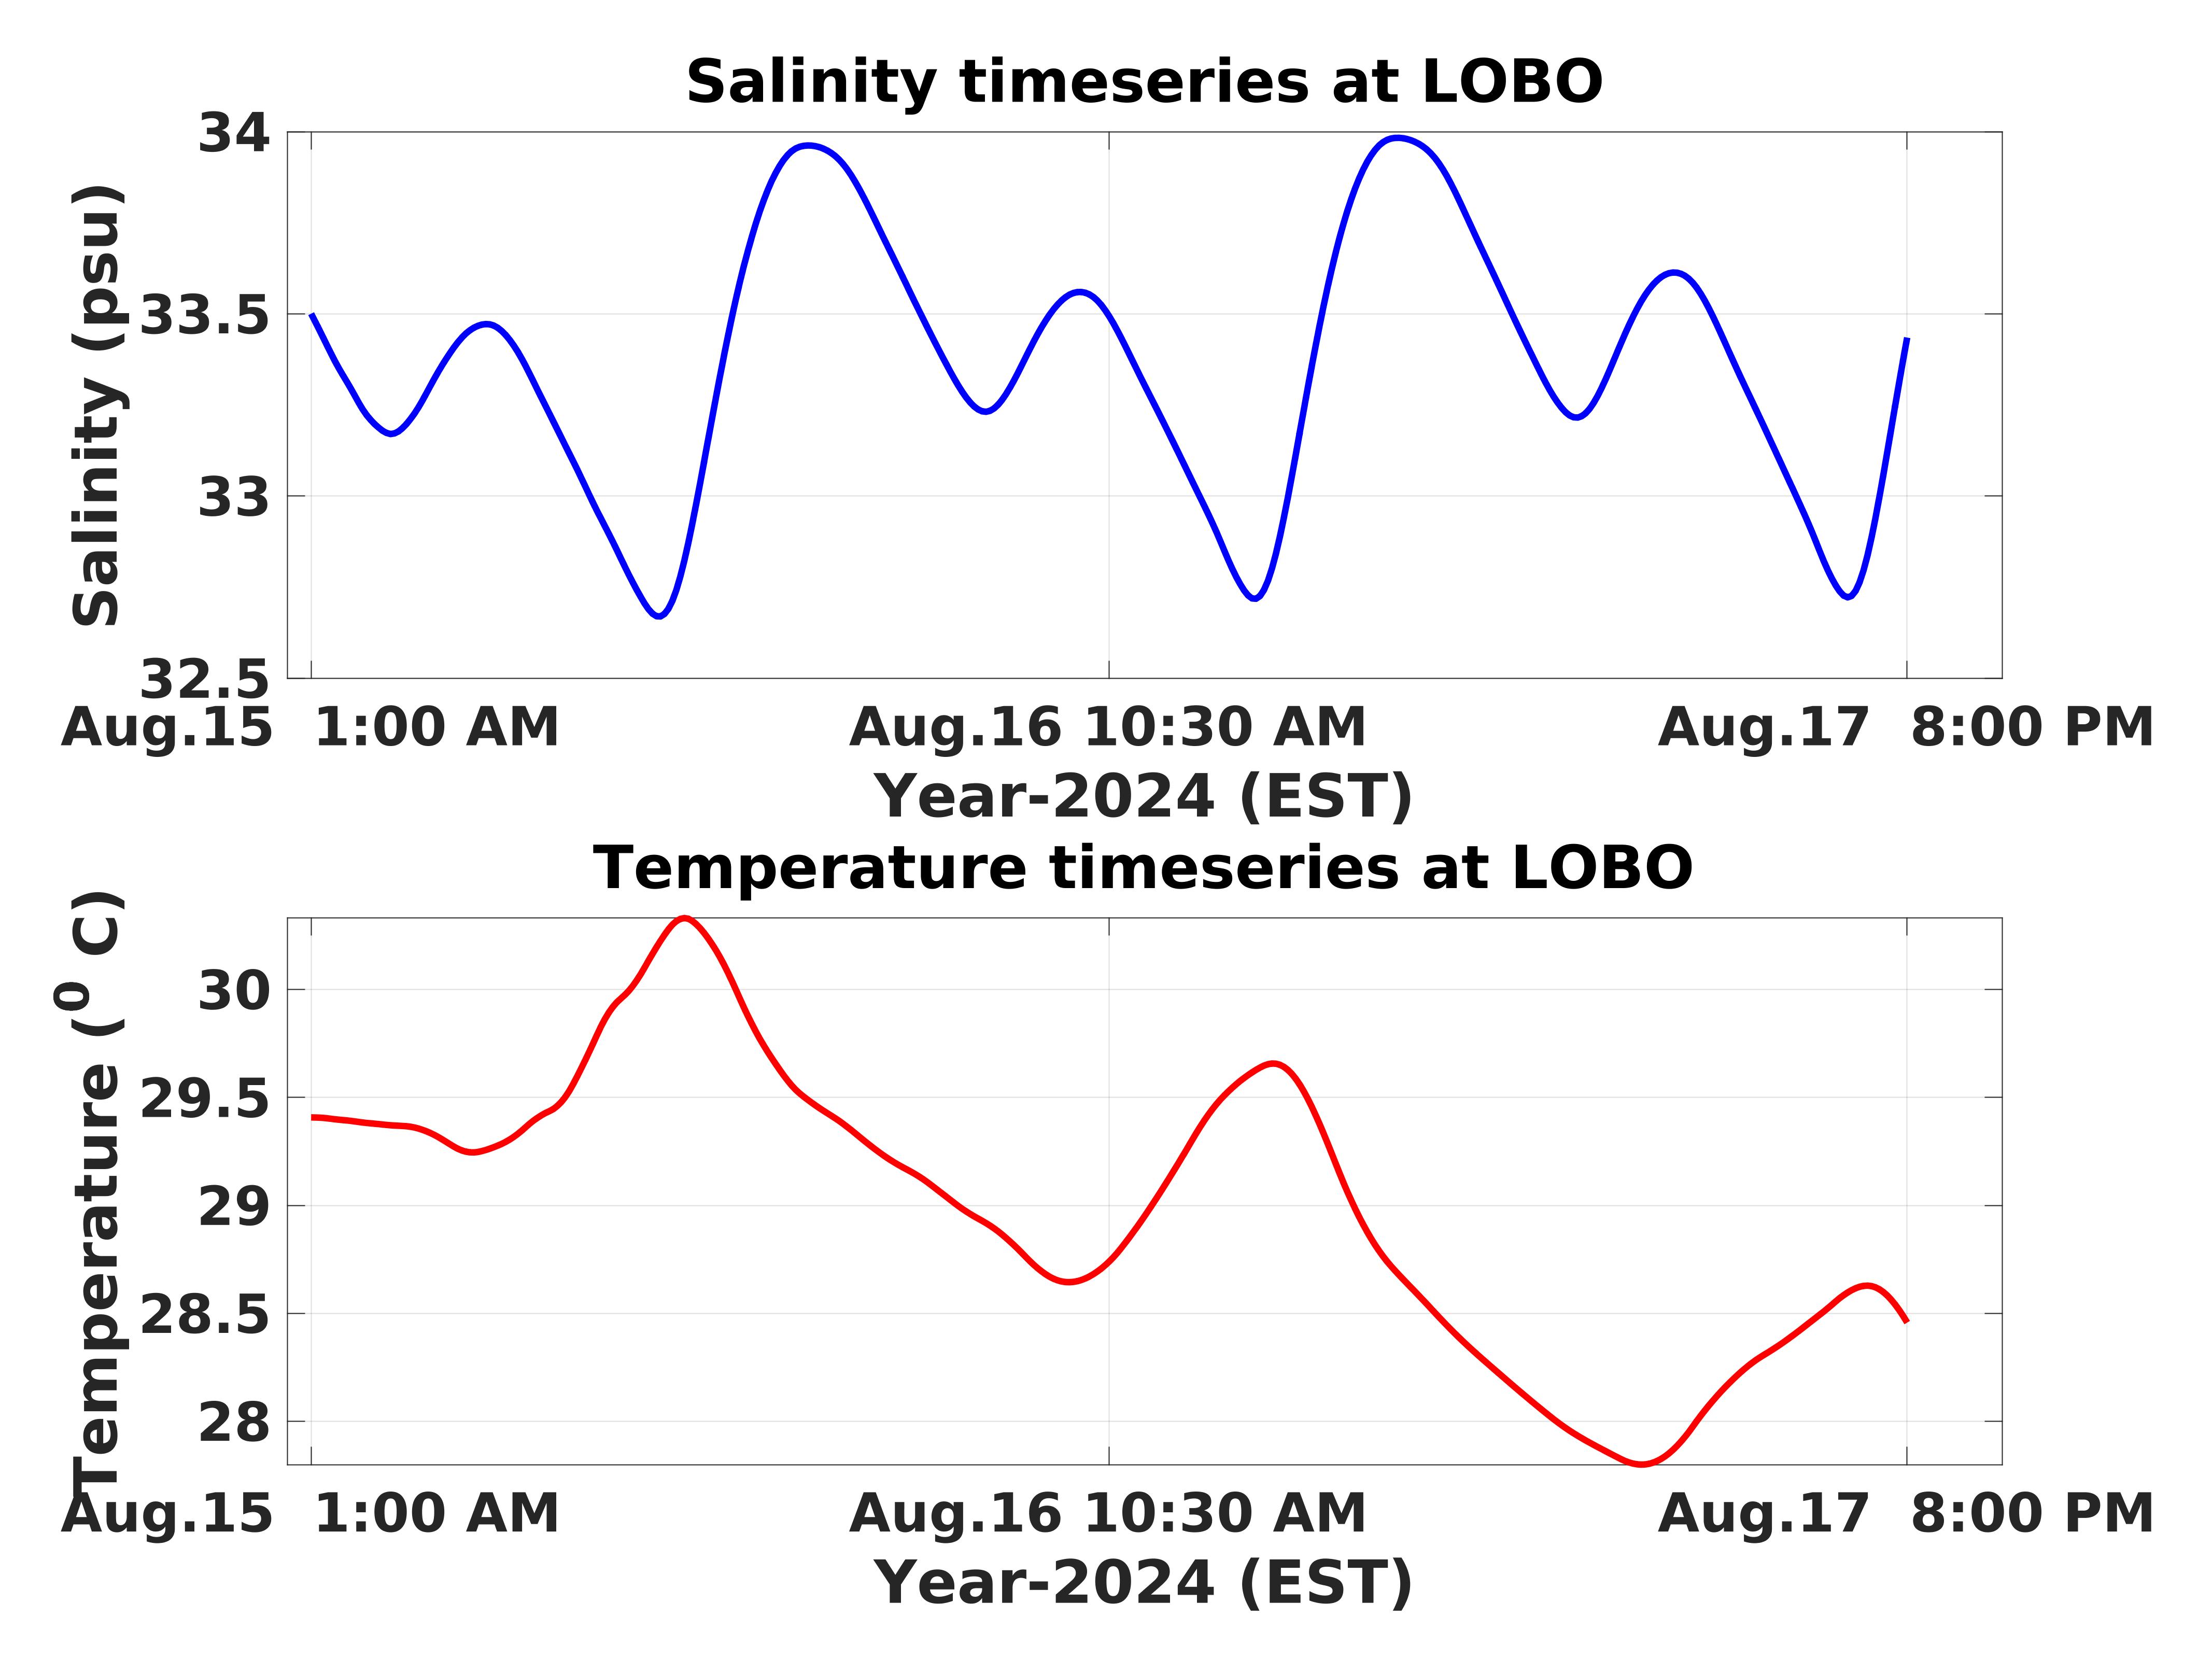 Salinity timeseries at LOBO
Salinity (psu)
34
33.5
33
32.5
Aug.15 1:00 AM
Aug.16 10:30 AM
Aug.17 8:00 PM
Year-2024 (EST)
Temperature timeseries at LOBO
Temperature (⁰ C)
30
29.5
29
28.5
28
Aug.15 1:00 AM
Aug.16 10:30 AM
Aug.17 8:00 PM
Year-2024 (EST)